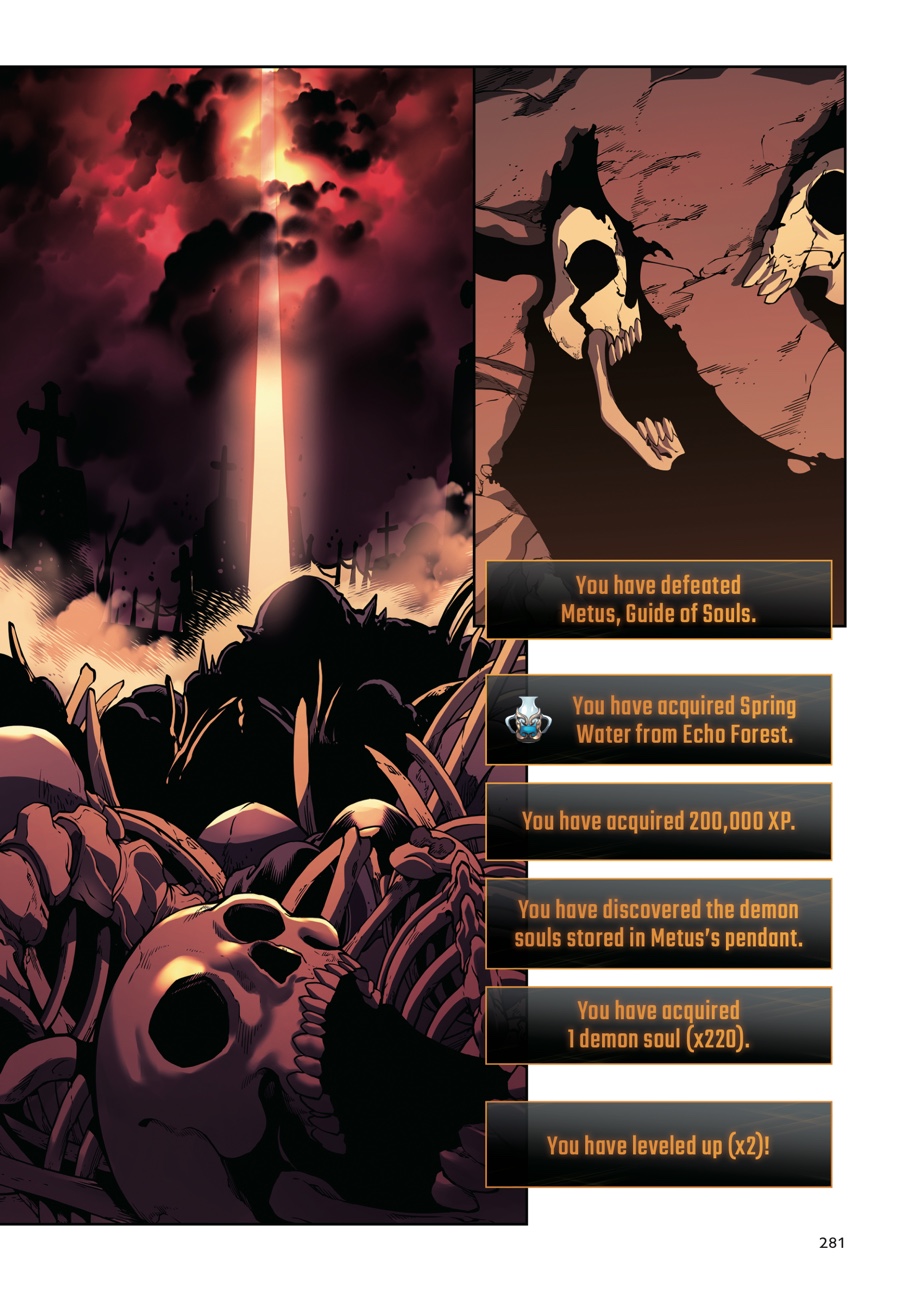 You have defeated
Metus, Guide of Souls.
You have acquired Spring
Water from Echo Forest.
You have acquired 200,000 XP.
You have discovered the demon
souls stored in Metus’s pendant.
You have acquired
1 demon soul (x220).
You have leveled up (x2)!
281